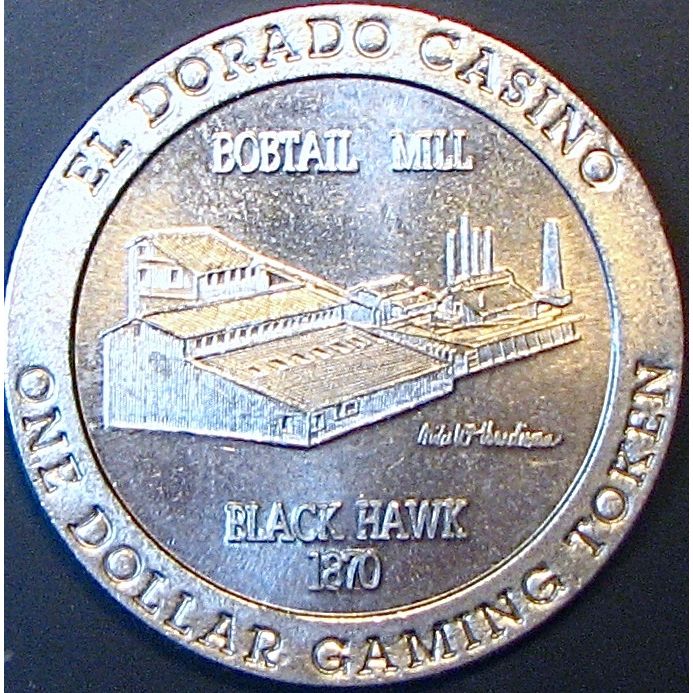 EL DORADO CASINO
BOBTAIL MILL
BLACK HAWK
1870
ONE DOLLAR GAMING TOKEN